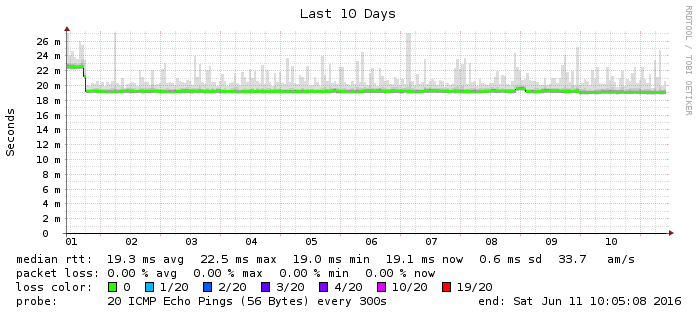 Last 10 Days
RRDTOOL / TOBI OETIKER
Seconds
26 m
24 m
22 m
20 m
18 m
16 m
14 m
12 m
10 m
8 m
6 m
4 m
2 m
0
01 02 03 04 05 06 07 08 09 10
median rtt: 19.3 ms avg 22.5 ms max 19.0 ms min 19.1 ms now 0.6 ms sd 33.7 am/s
packet loss: 0.00 % avg 0.00 % max 0.00 % min 0.00 % now
loss color: 0 1/20 2/20 3/20 4/20 10/20 19/20
probe: 20 ICMP Echo Pings (56 Bytes) every 300s end: Sat Jun 11 10:05:08 2016